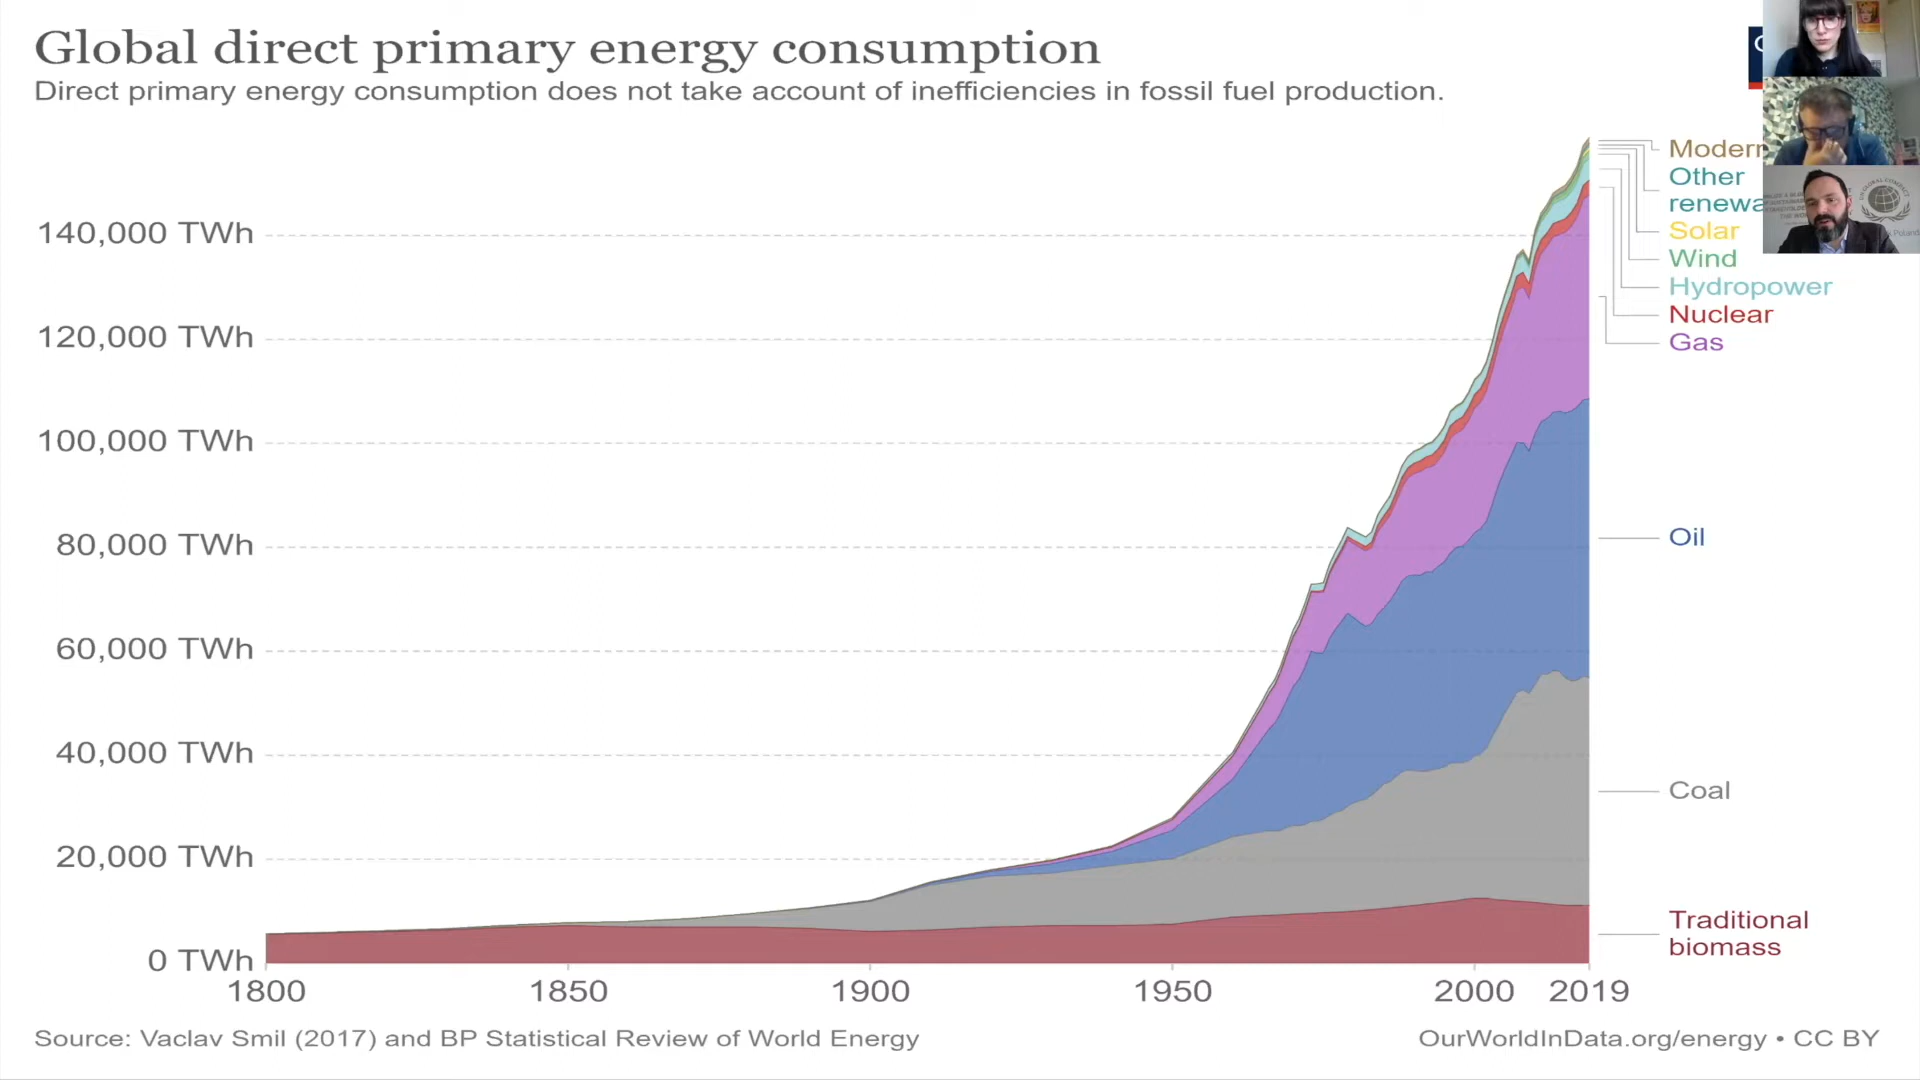 Global direct primary energy consumption
Direct primary energy consumption does not take account of inefficiencies in fossil fuel production.
140,000 TWh
120,000 TWh
100,000 TWh
80,000 TWh
60,000 TWh
40,000 TWh
20,000 TWh
0 TWh
1800
1850
1900
1950
2000
2019
Other
Solar
Wind
Hydropower
Nuclear
Gas
Oil
Coal
Traditional
biomass
Source: Vaclav Smil (2017) and BP Statistical Review of World Energy
OurWorldInData.org/energy • CC BY